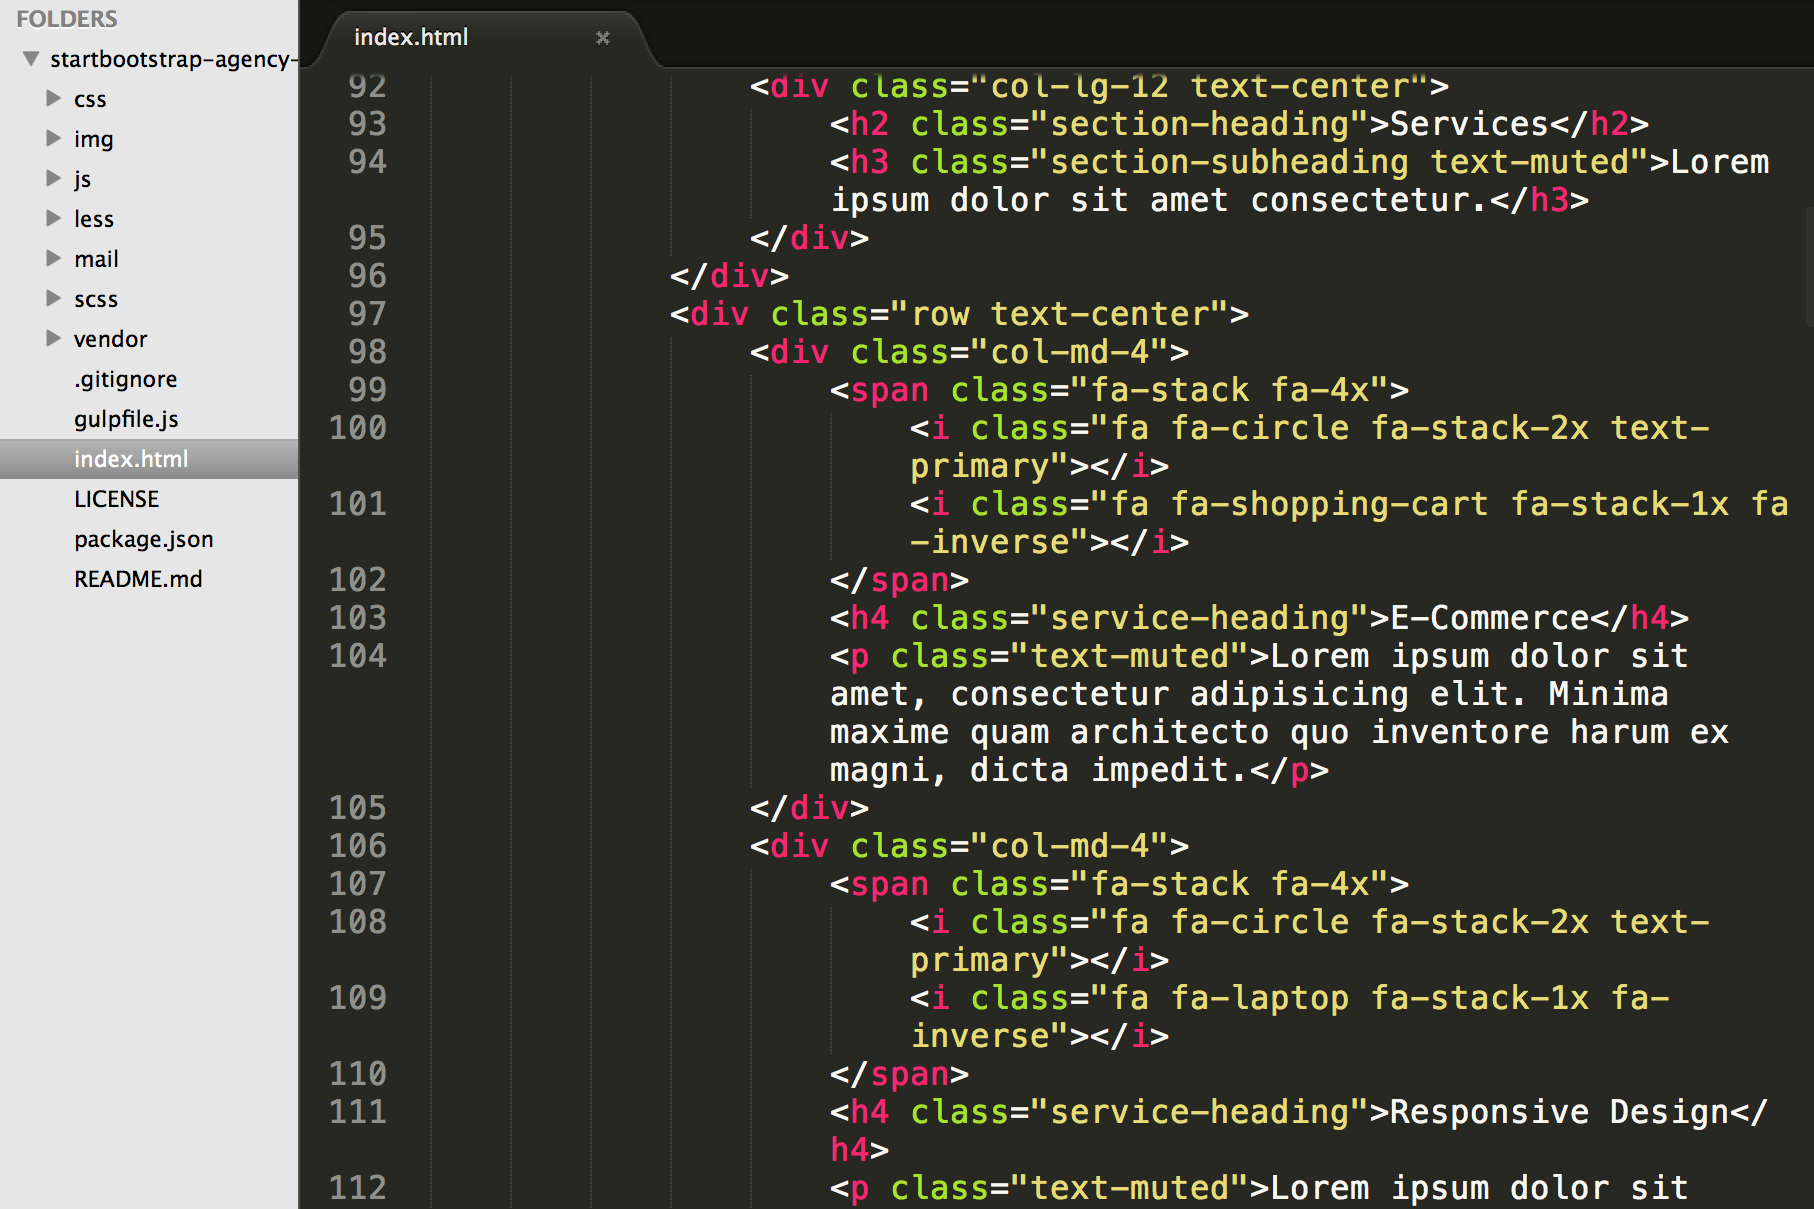 FOLDERS
startbootstrap-agency-
css
img
js
less
mail
scss
vendor
.gitignore
gulpfile.js
index.html
LICENSE
package.json
README.md
index.html
92 <div class="col-lg-12 text-center">
93 <h2 class="section-heading">Services</h2>
94 <h3 class="section-subheading text-muted">Lorem
ipsum dolor sit amet consectetur.</h3>
95 </div>
96 </div>
97 <div class="row text-center">
98 <div class="col-md-4">
99 <span class="fa-stack fa-4x">
100 <i class="fa fa-circle fa-stack-2x text-
primary"></i>
101 <i class="fa fa-shopping-cart fa-stack-1x fa
-inverse"></i>
102 </span>
103 <h4 class="service-heading">E-Commerce</h4>
104 <p class="text-muted">Lorem ipsum dolor sit
amet, consectetur adipisicing elit. Minima
maxime quam architecto quo inventore harum ex
magni, dicta impedit.</p>
105 </div>
106 <div class="col-md-4">
107 <span class="fa-stack fa-4x">
108 <i class="fa fa-circle fa-stack-2x text-
primary"></i>
109 <i class="fa fa-laptop fa-stack-1x fa-
inverse"></i>
110 </span>
111 <h4 class="service-heading">Responsive Design</
h4>
112 <p class="text-muted">Lorem ipsum dolor sit